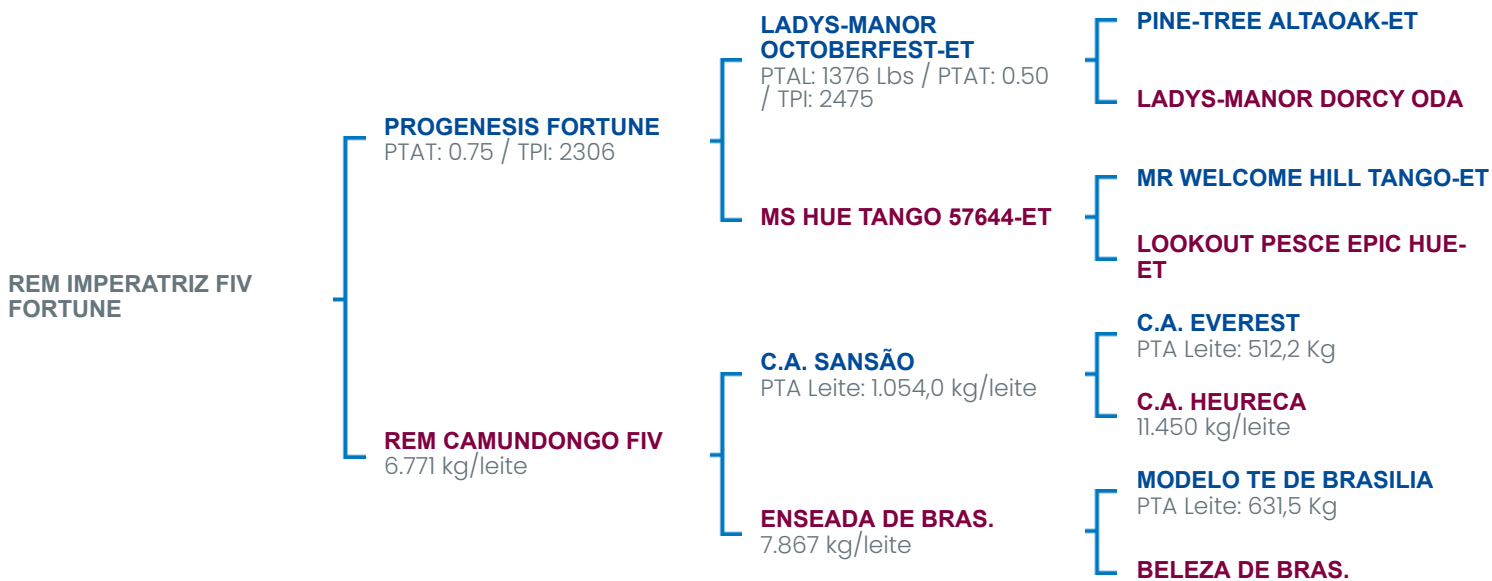 REM IMPERATRIZ FIV
FORTUNE
PROGENESIS FORTUNE
PTAT: 0.75 / TPI: 2306
REM CAMUNDONGO FIV
6.771 kg/leite
LADYS-MANOR
OCTOBERFEST-ET
PTAL: 1376 Lbs / PTAT: 0.50
/ TPI: 2475
MS HUE TANGO 57644-ET
C.A. SANSÃO
PTA Leite: 1.054,0 kg/leite
ENSEADA DE BRAS.
7.867 kg/leite
PINE-TREE ALTAOAK-ET
LADYS-MANOR DORCY ODA
MR WELCOME HILL TANGO-ET
LOOKOUT PESCE EPIC HUE-
ET
C.A. EVEREST
PTA Leite: 512,2 Kg
C.A. HEURECA
11.450 kg/leite
MODELO TE DE BRASILIA
PTA Leite: 631,5 Kg
BELEZA DE BRAS.